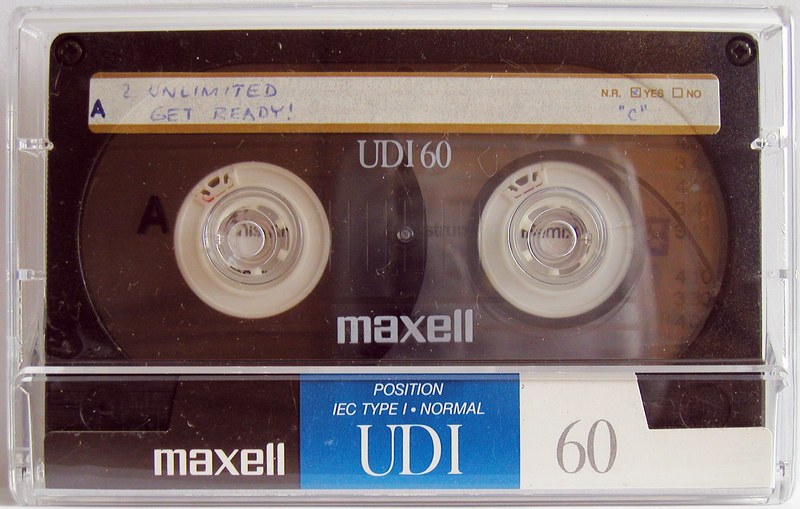 2 UNLIMITED
A GET READY!
N.R. ☑ YES ☐ NO
"C"
UDI 60
A
maxell
POSITION
IEC TYPE I • NORMAL
maxell UDI 60